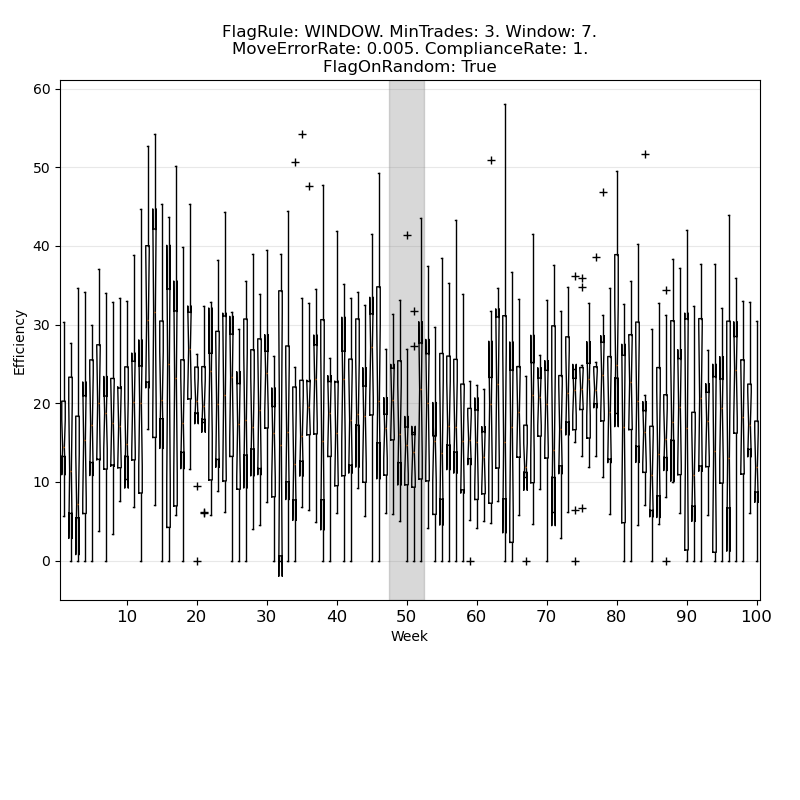 FlagRule: WINDOW. MinTrades: 3. Window: 7.
MoveErrorRate: 0.005. ComplianceRate: 1.
FlagOnRandom: True
60
50
40
30
20
10
0
Efficiency
10 20 30 40 50 60 70 80 90 100
Week